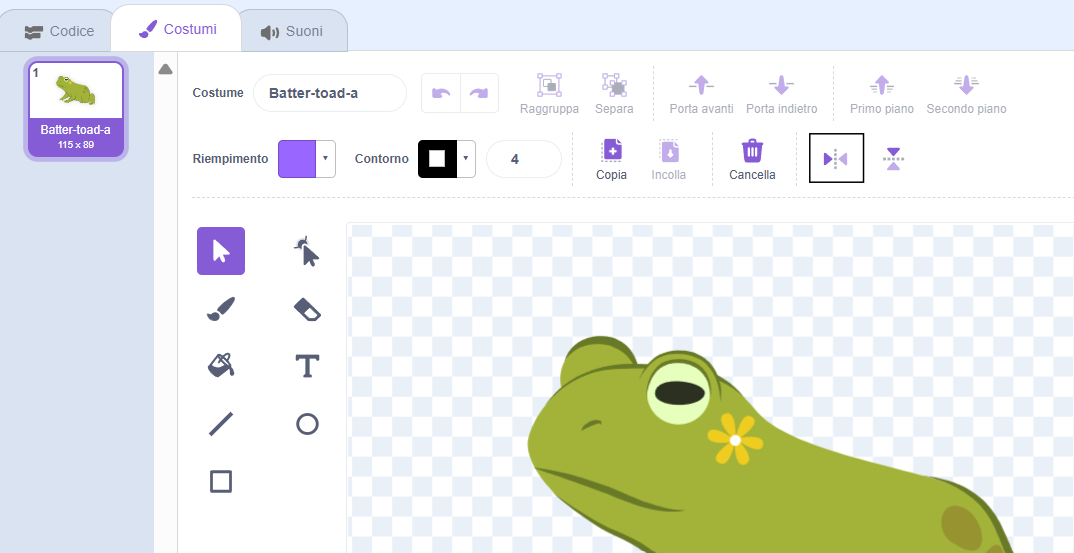 Codice
Costumi
Suoni
1
Batter-toad-a
115 x 89
Costume
Batter-toad-a
Raggruppa
Separa
Porta avanti
Porta indietro
Primo piano
Secondo piano
Riempimento
Contorno
4
Copia
Incolla
Cancella